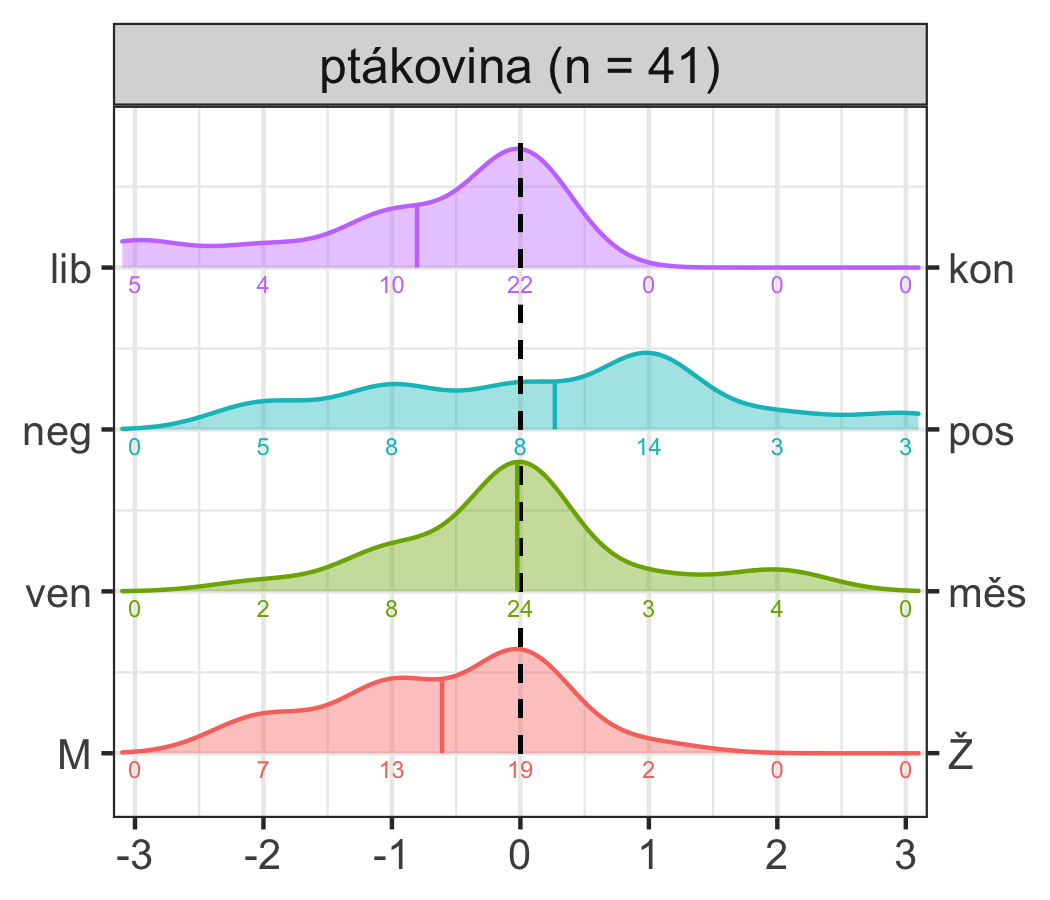 ptákovina (n = 41)
lib kon
5 4 10 22 0 0 0
neg pos
0 5 8 8 14 3 3
ven měs
0 2 8 24 3 4 0
M Ž
0 7 13 19 2 0 0
-3 -2 -1 0 1 2 3